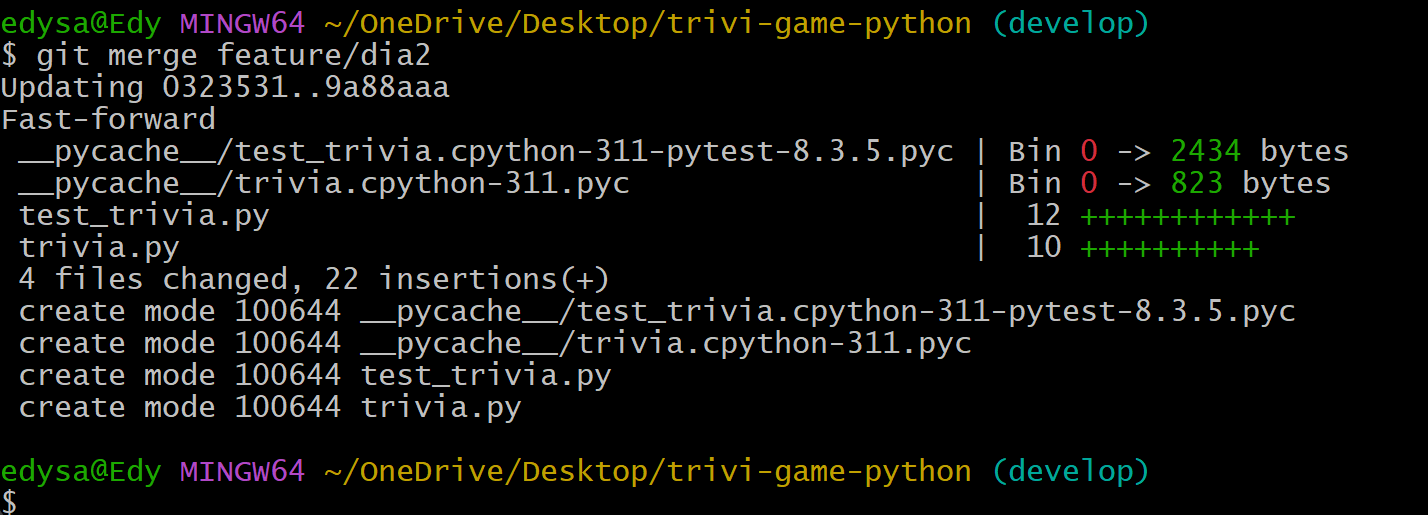 edysa@Edy MINGW64 ~/OneDrive/Desktop/trivi-game-python (develop)
$ git merge feature/dia2
Updating 0323531..9a88aaa
Fast-forward
 __pycache__/test_trivia.cpython-311-pytest-8.3.5.pyc | Bin 0 -> 2434 bytes
 __pycache__/trivia.cpython-311.pyc                   | Bin 0 -> 823 bytes
 test_trivia.py                                       |  12 ++++++++++++
 trivia.py                                            |  10 ++++++++++
 4 files changed, 22 insertions(+)
 create mode 100644 __pycache__/test_trivia.cpython-311-pytest-8.3.5.pyc
 create mode 100644 __pycache__/trivia.cpython-311.pyc
 create mode 100644 test_trivia.py
 create mode 100644 trivia.py

edysa@Edy MINGW64 ~/OneDrive/Desktop/trivi-game-python (develop)
$